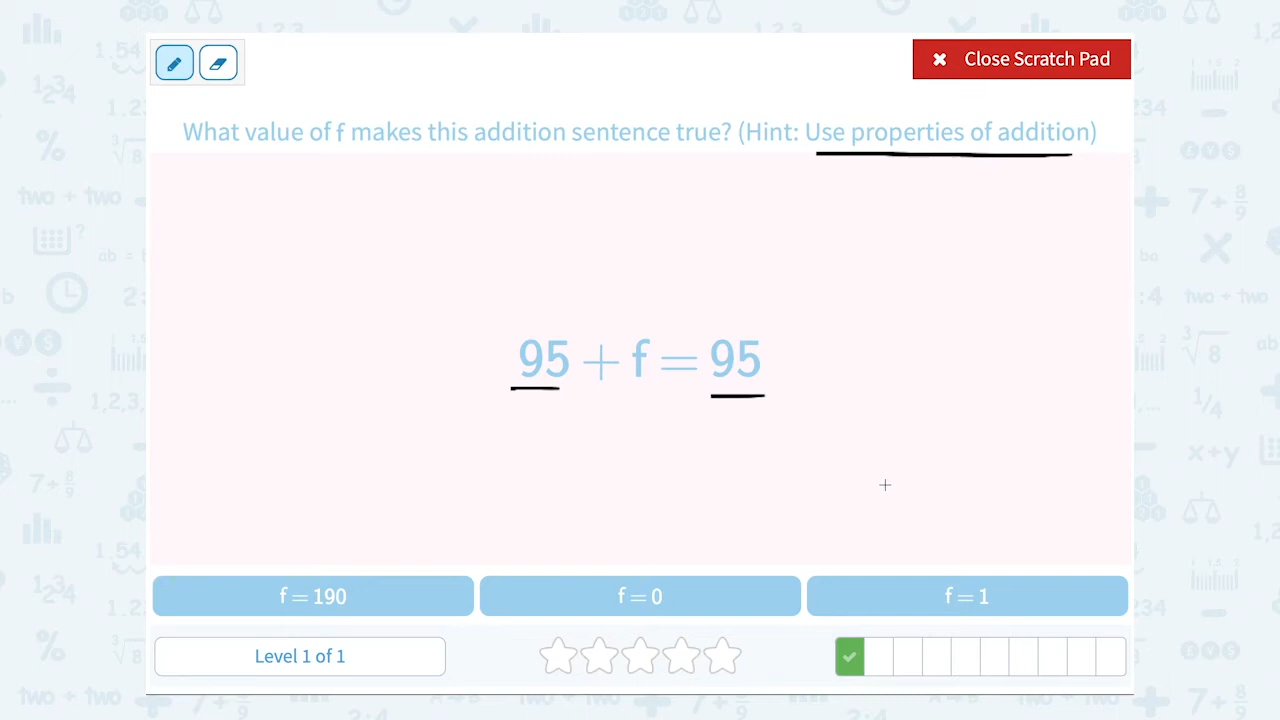 Close Scratch Pad
What value of f makes this addition sentence true? (Hint: Use properties of addition)
95 + f = 95
f = 190
f = 0
f = 1
Level 1 of 1